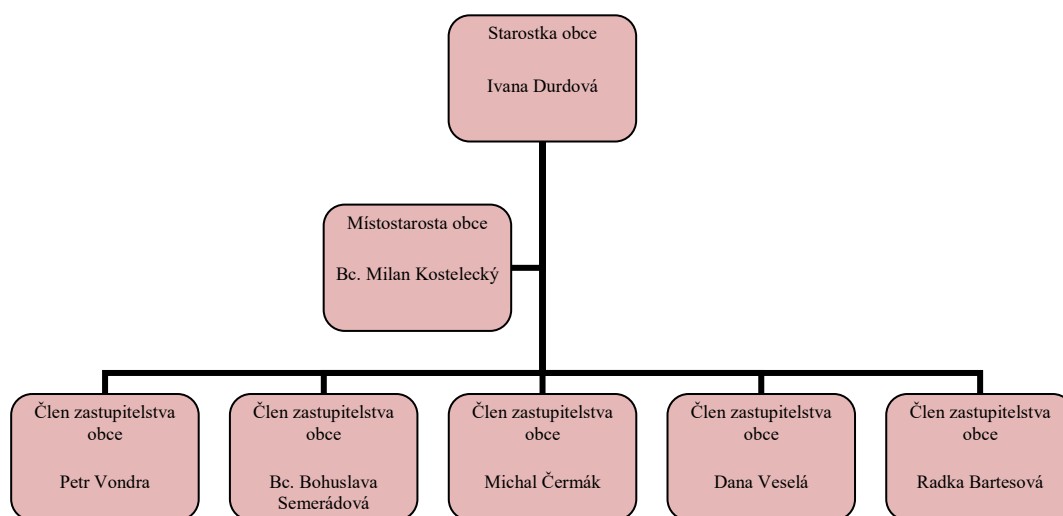 Starostka obce
Ivana Durdová
Místostarosta obce
Bc. Milan Kostelecký
Člen zastupitelstva
obce
Petr Vondra
Člen zastupitelstva
obce
Bc. Bohuslava
Semerádová
Člen zastupitelstva
obce
Michal Čermák
Člen zastupitelstva
obce
Dana Veselá
Člen zastupitelstva
obce
Radka Bartesová